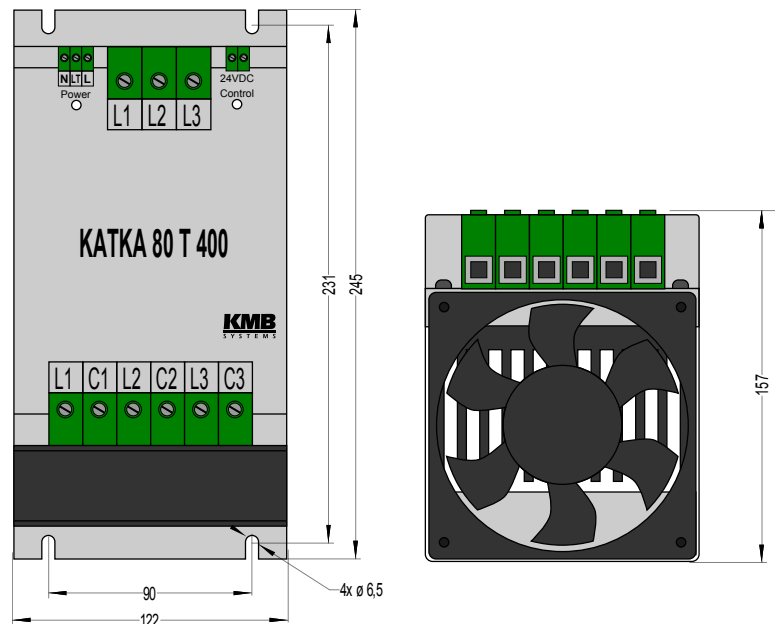 N LT L
Power
24VDC
Control
L1 L2 L3
KATKA 80 T 400
KMB
SYSTEMS
L1 C1 L2 C2 L3 C3
231
245
90
122
4x ø 6,5
157